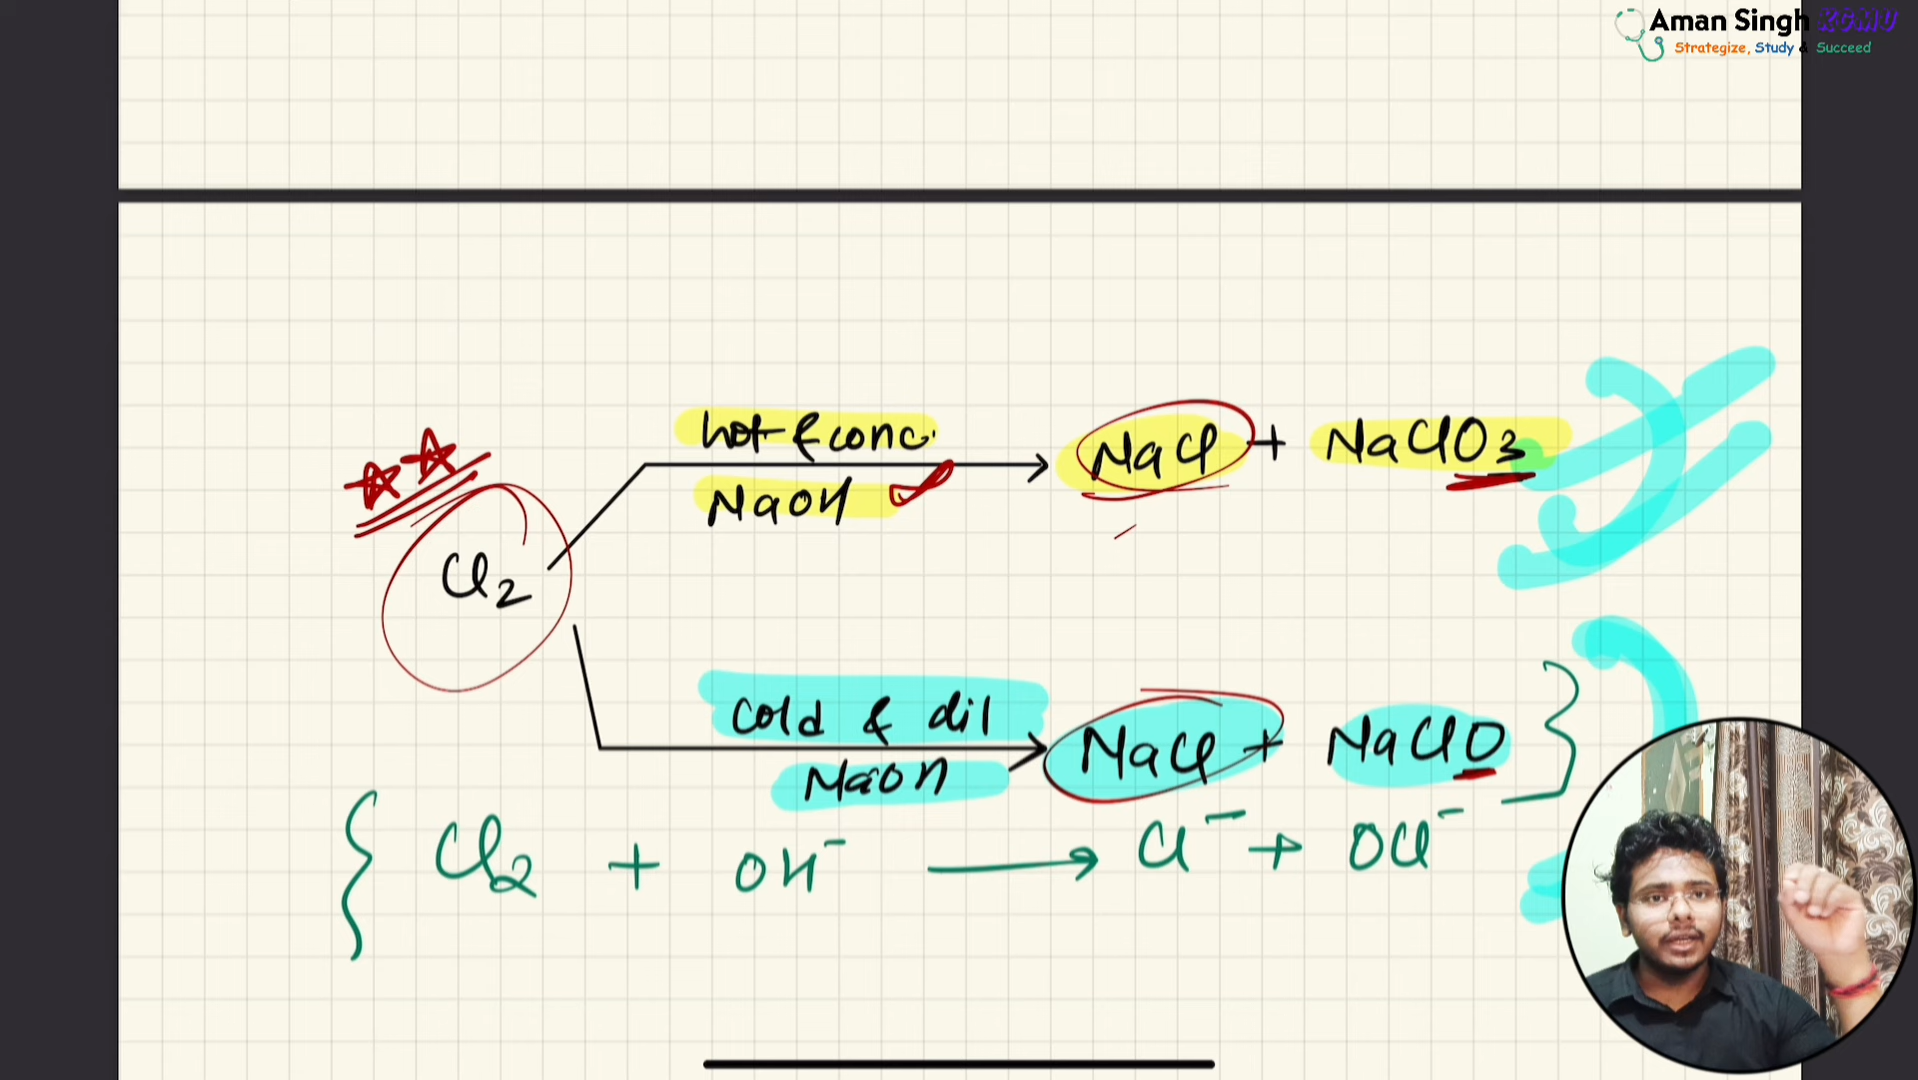 Aman Singh KGMU
Strategize, Study & Succeed
hot & conc.
NaOH
NaCl + NaClO₃
Cl₂
cold & dil
NaOH
NaCl + NaClO
Cl₂ + OH⁻ → Cl⁻ + OCl⁻